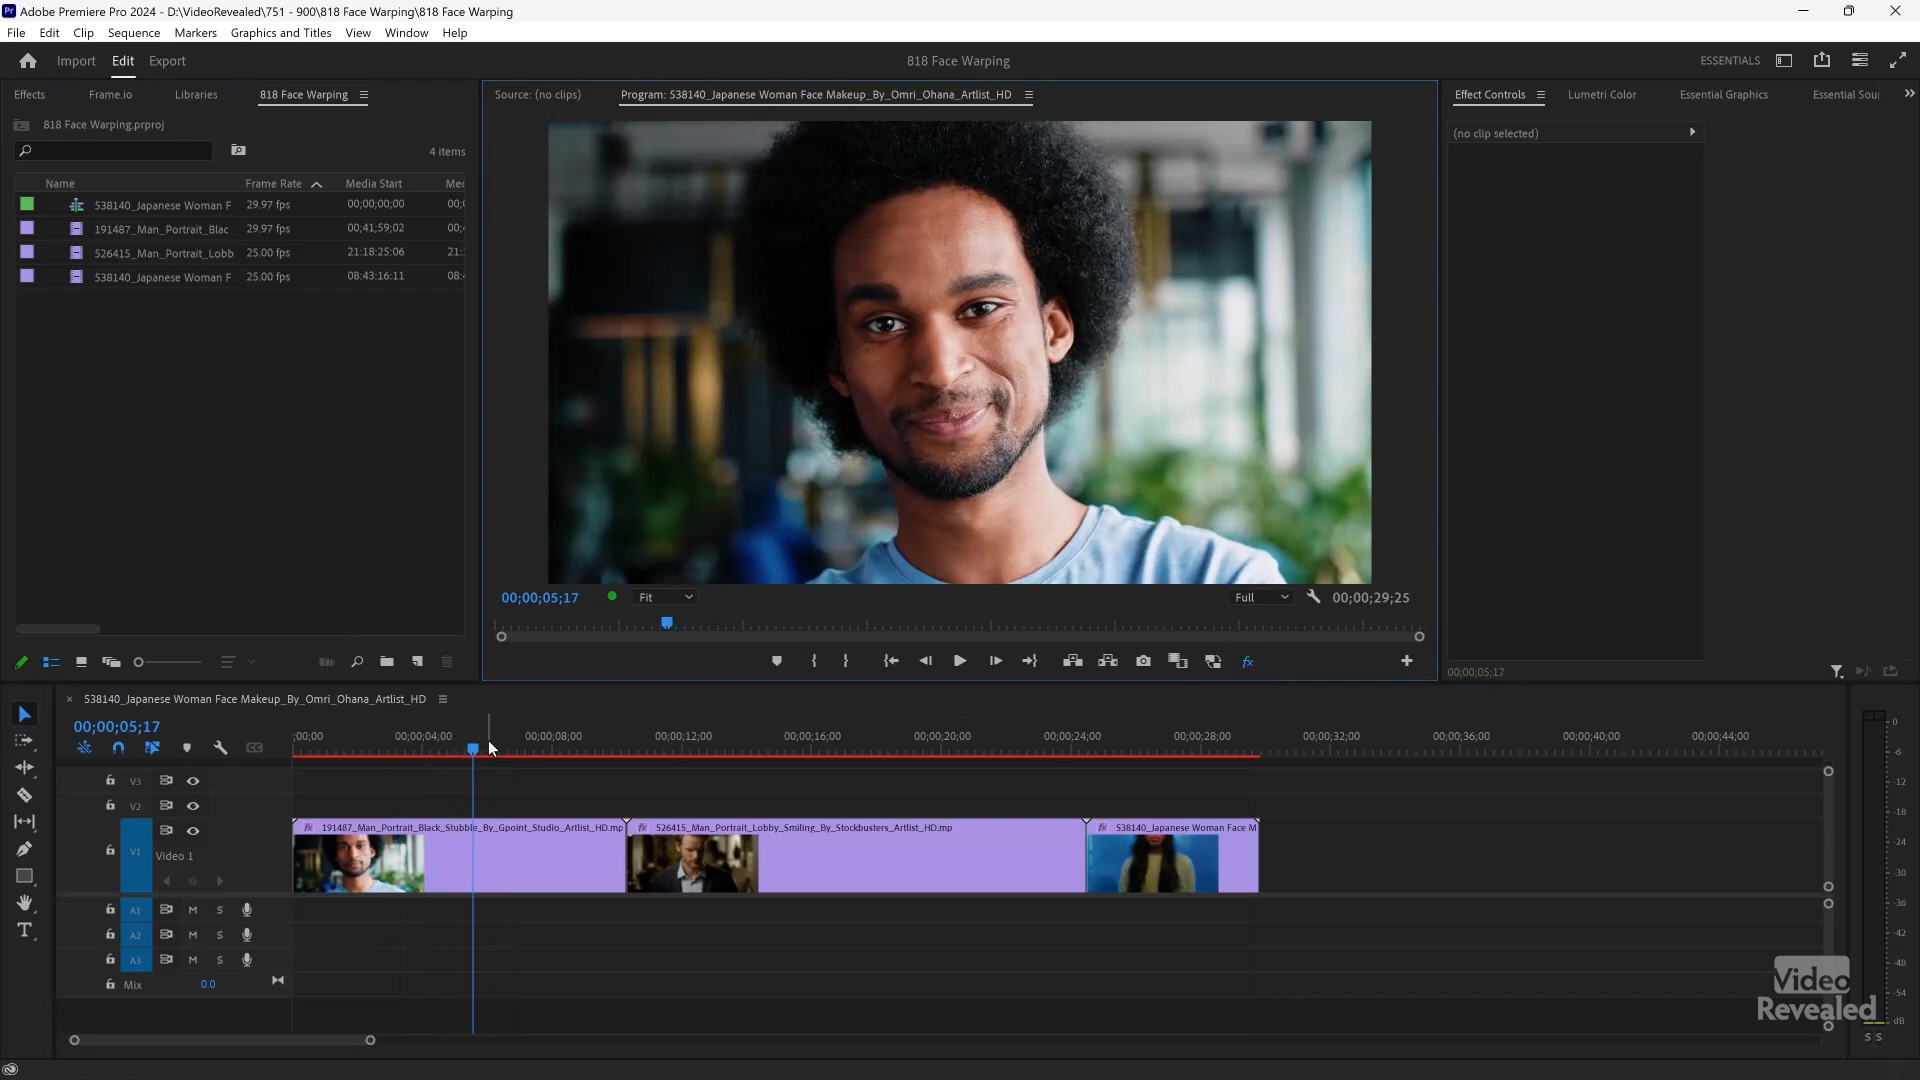 Pr Adobe Premiere Pro 2024 - D:\VideoRevealed\751 - 900\818 Face Warping\818 Face Warping
File Edit Clip Sequence Markers Graphics and Titles View Window Help
Import Edit Export
818 Face Warping
ESSENTIALS
Effects Frame.io Libraries 818 Face Warping
Source: (no clips) Program: 538140_Japanese Woman Face Makeup_By_Omri_Ohana_Artlist_HD
Effect Controls Lumetri Color Essential Graphics Essential Sou
818 Face Warping.prproj
4 items
(no clip selected)
Name Frame Rate Media Start Med
538140_Japanese Woman F 29.97 fps 00;00;00;00 00;
191487_Man_Portrait_Blac 29.97 fps 00;41;59;02 00;
526415_Man_Portrait_Lobb 25.00 fps 21:18:25:06 21:
538140_Japanese Woman F 25.00 fps 08:43:16:11 08:
00;00;05;17 Fit Full 00;00;29;25
fx
00;00;05;17
× 538140_Japanese Woman Face Makeup_By_Omri_Ohana_Artlist_HD
00;00;05;17
CC
;00;00 00;00;04;00 00;00;08;00 00;00;12;00 00;00;16;00 00;00;20;00 00;00;24;00 00;00;28;00 00;00;32;00 00;00;36;00 00;00;40;00 00;00;44;00
V3
V2
V1 Video 1
fx 191487_Man_Portrait_Black_Stubble_By_Gpoint_Studio_Artlist_HD.mp
fx 526415_Man_Portrait_Lobby_Smiling_By_Stockbusters_Artlist_HD.mp
fx 538140_Japanese Woman Face M
A1 M S
A2 M S
A3 M S
Mix 0.0
T
0
-6
-12
-18
-24
-30
-36
-42
-48
-54
dB
S S
Video
Revealed